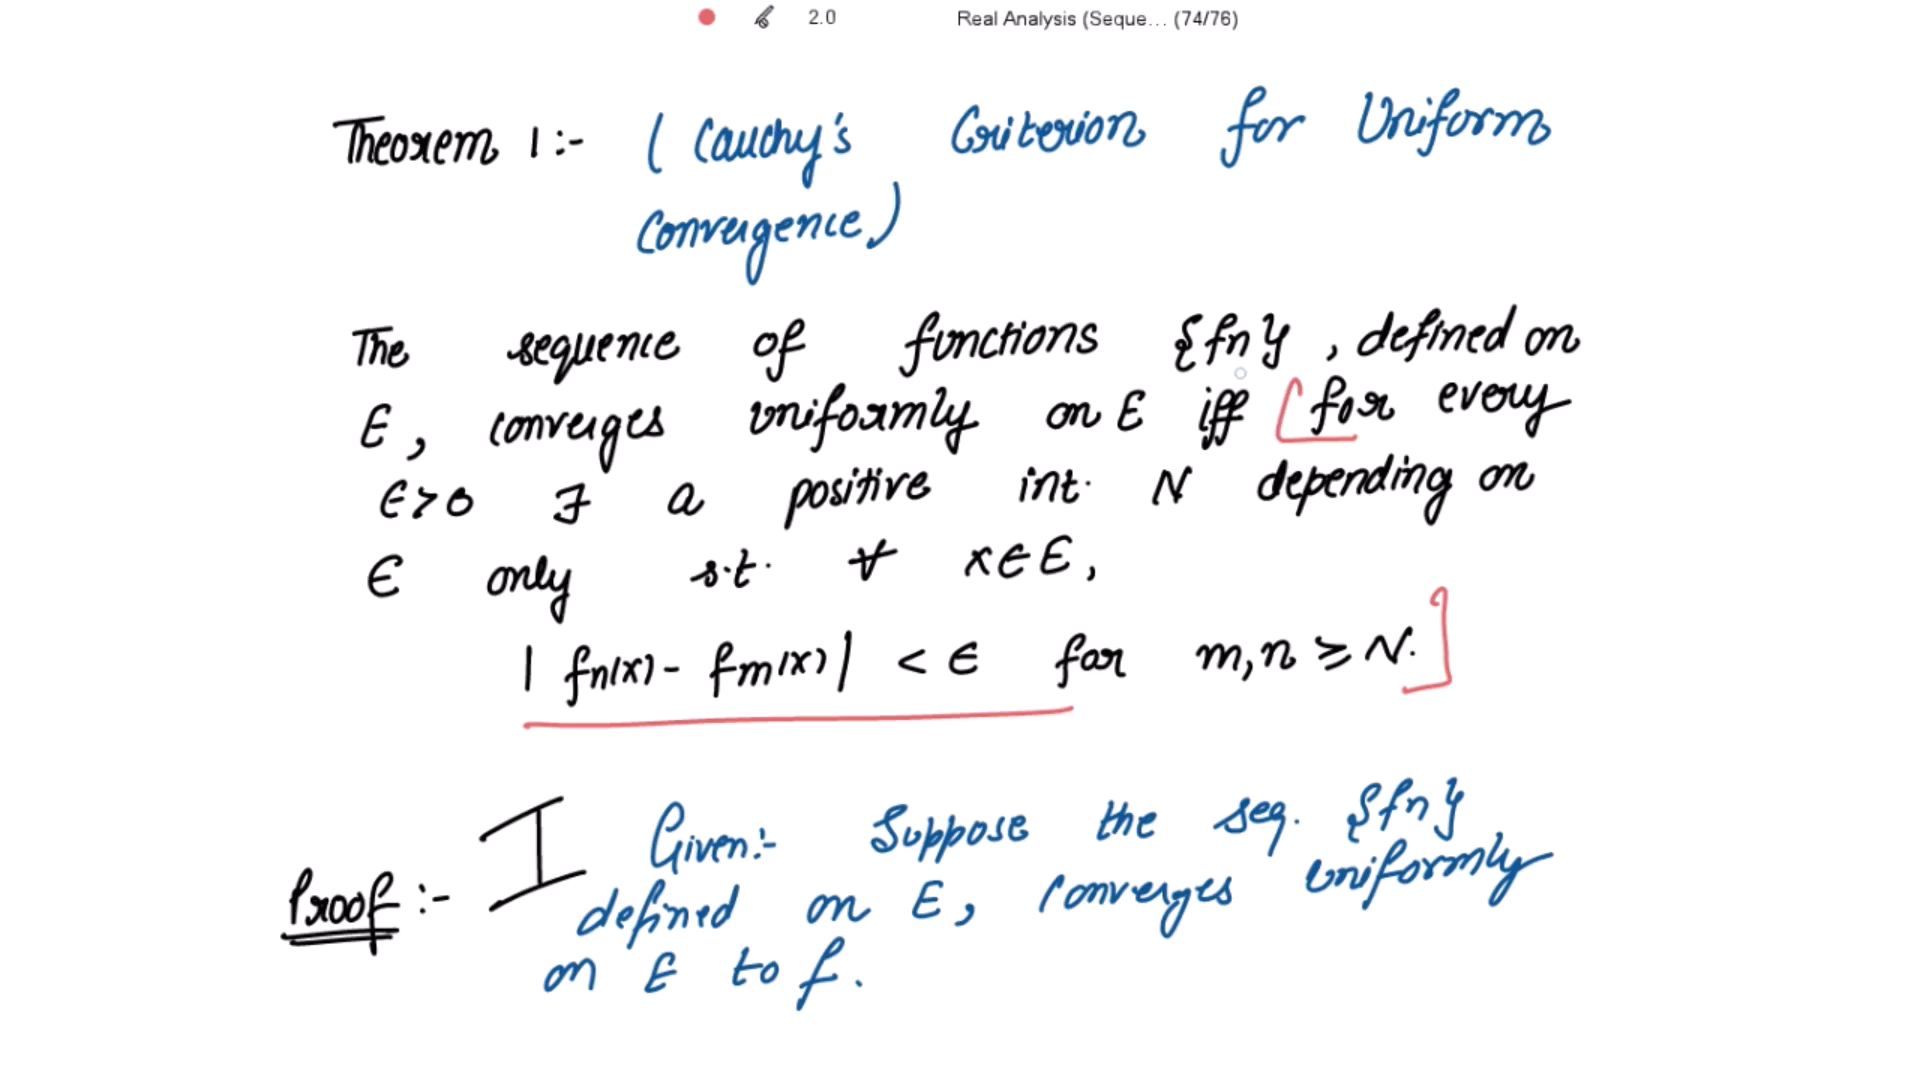 2.0 Real Analysis (Seque... (74/76)
Theorem 1:- (Cauchy's Criterion for Uniform
Convergence)
The sequence of functions {fn}, defined on
E, converges uniformly on E iff [for every
∈>0 ∃ a positive int. N depending on
∈ only s.t. ∀ x∈E,
| fn(x) - fm(x)| < ∈ for m,n ≥ N.]
Proof:- I Given:- Suppose the seq. {fn}
defined on E, converges uniformly
on E to f.